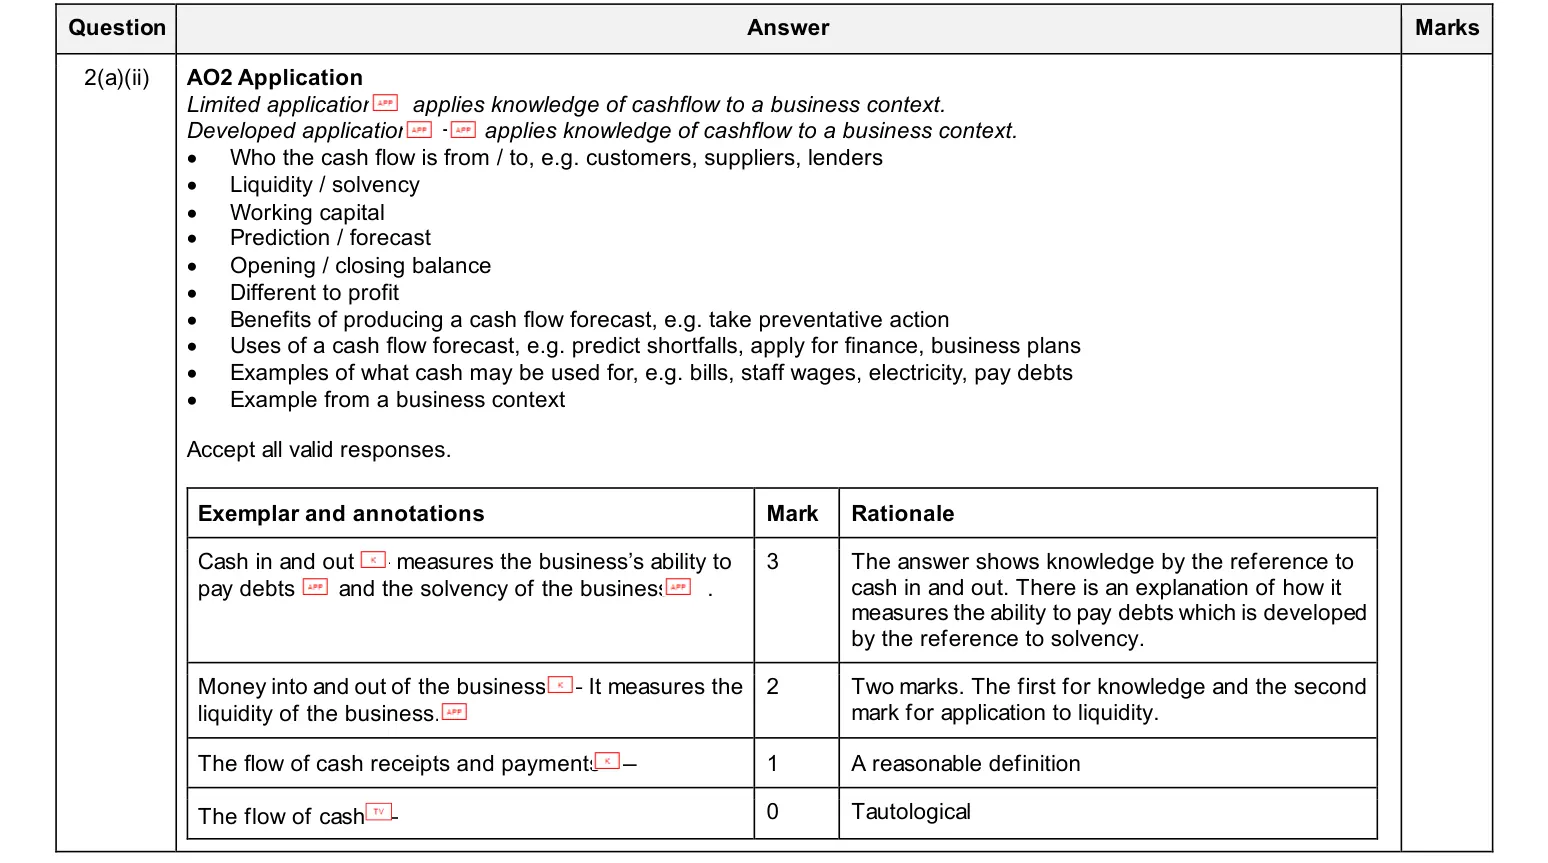 Question Answer Marks
2(a)(ii) AO2 Application
Limited application APP applies knowledge of cashflow to a business context.
Developed application APP - APP applies knowledge of cashflow to a business context.
• Who the cash flow is from / to, e.g. customers, suppliers, lenders
• Liquidity / solvency
• Working capital
• Prediction / forecast
• Opening / closing balance
• Different to profit
• Benefits of producing a cash flow forecast, e.g. take preventative action
• Uses of a cash flow forecast, e.g. predict shortfalls, apply for finance, business plans
• Examples of what cash may be used for, e.g. bills, staff wages, electricity, pay debts
• Example from a business context
Accept all valid responses.
Exemplar and annotations Mark Rationale
Cash in and out K measures the business's ability to
pay debts APP and the solvency of the business APP .
3
The answer shows knowledge by the reference to
cash in and out. There is an explanation of how it
measures the ability to pay debts which is developed
by the reference to solvency.
Money into and out of the business K - It measures the
liquidity of the business. APP
2
Two marks. The first for knowledge and the second
mark for application to liquidity.
The flow of cash receipts and payments K –
1
A reasonable definition
The flow of cash TV -
0
Tautological